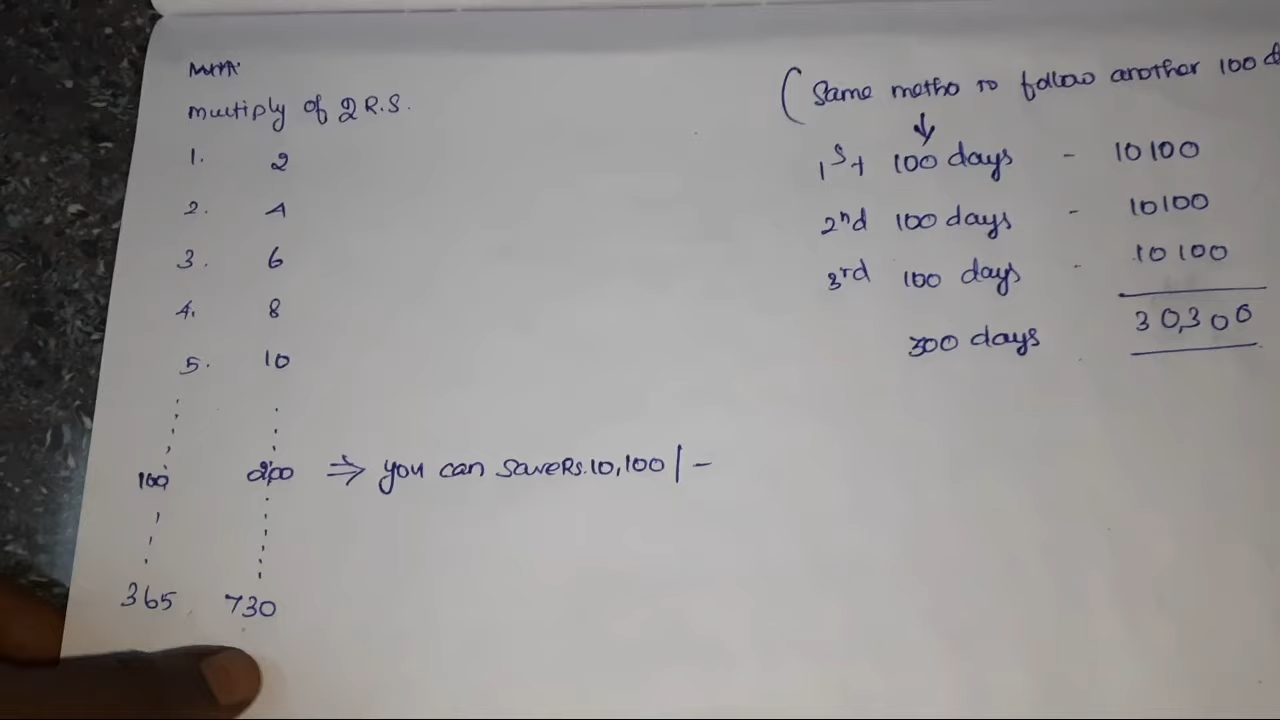 multiply of 2 R.S.
1. 2
2. 4
3. 6
4. 8
5. 10
100 200 ⇒ you can save Rs.10,100/-
365 730
(Same metho to follow another 100 d
1st 100 days - 10100
2nd 100 days - 10100
3rd 100 days - 10100
300 days 30,300